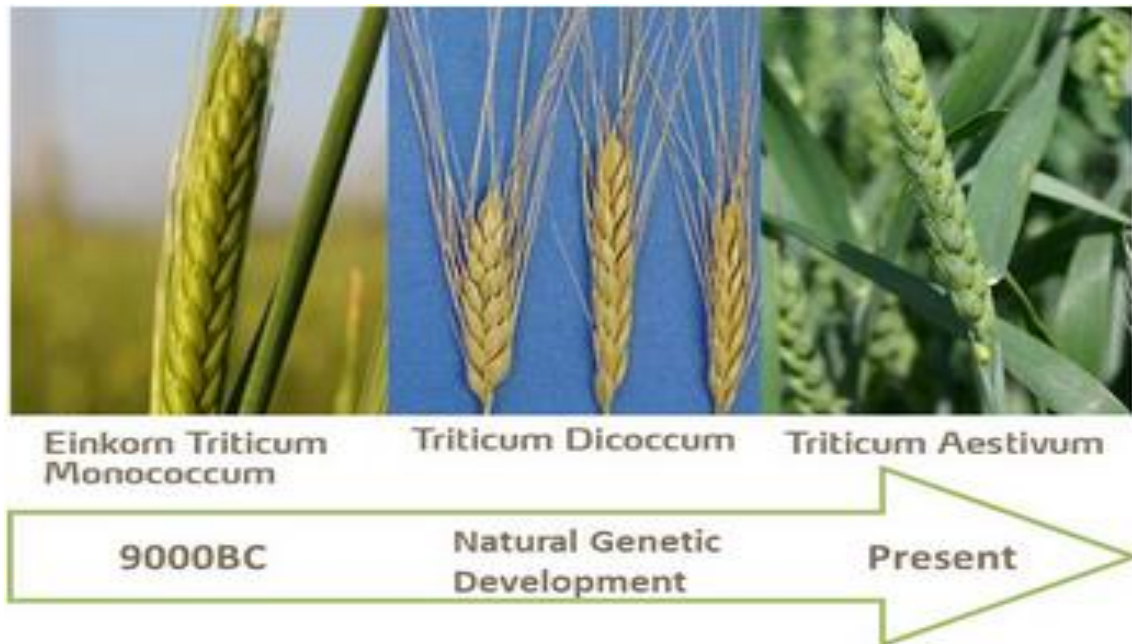 Einkorn Triticum
Monococcum
Triticum Dicoccum
Triticum Aestivum
9000BC
Natural Genetic
Development
Present